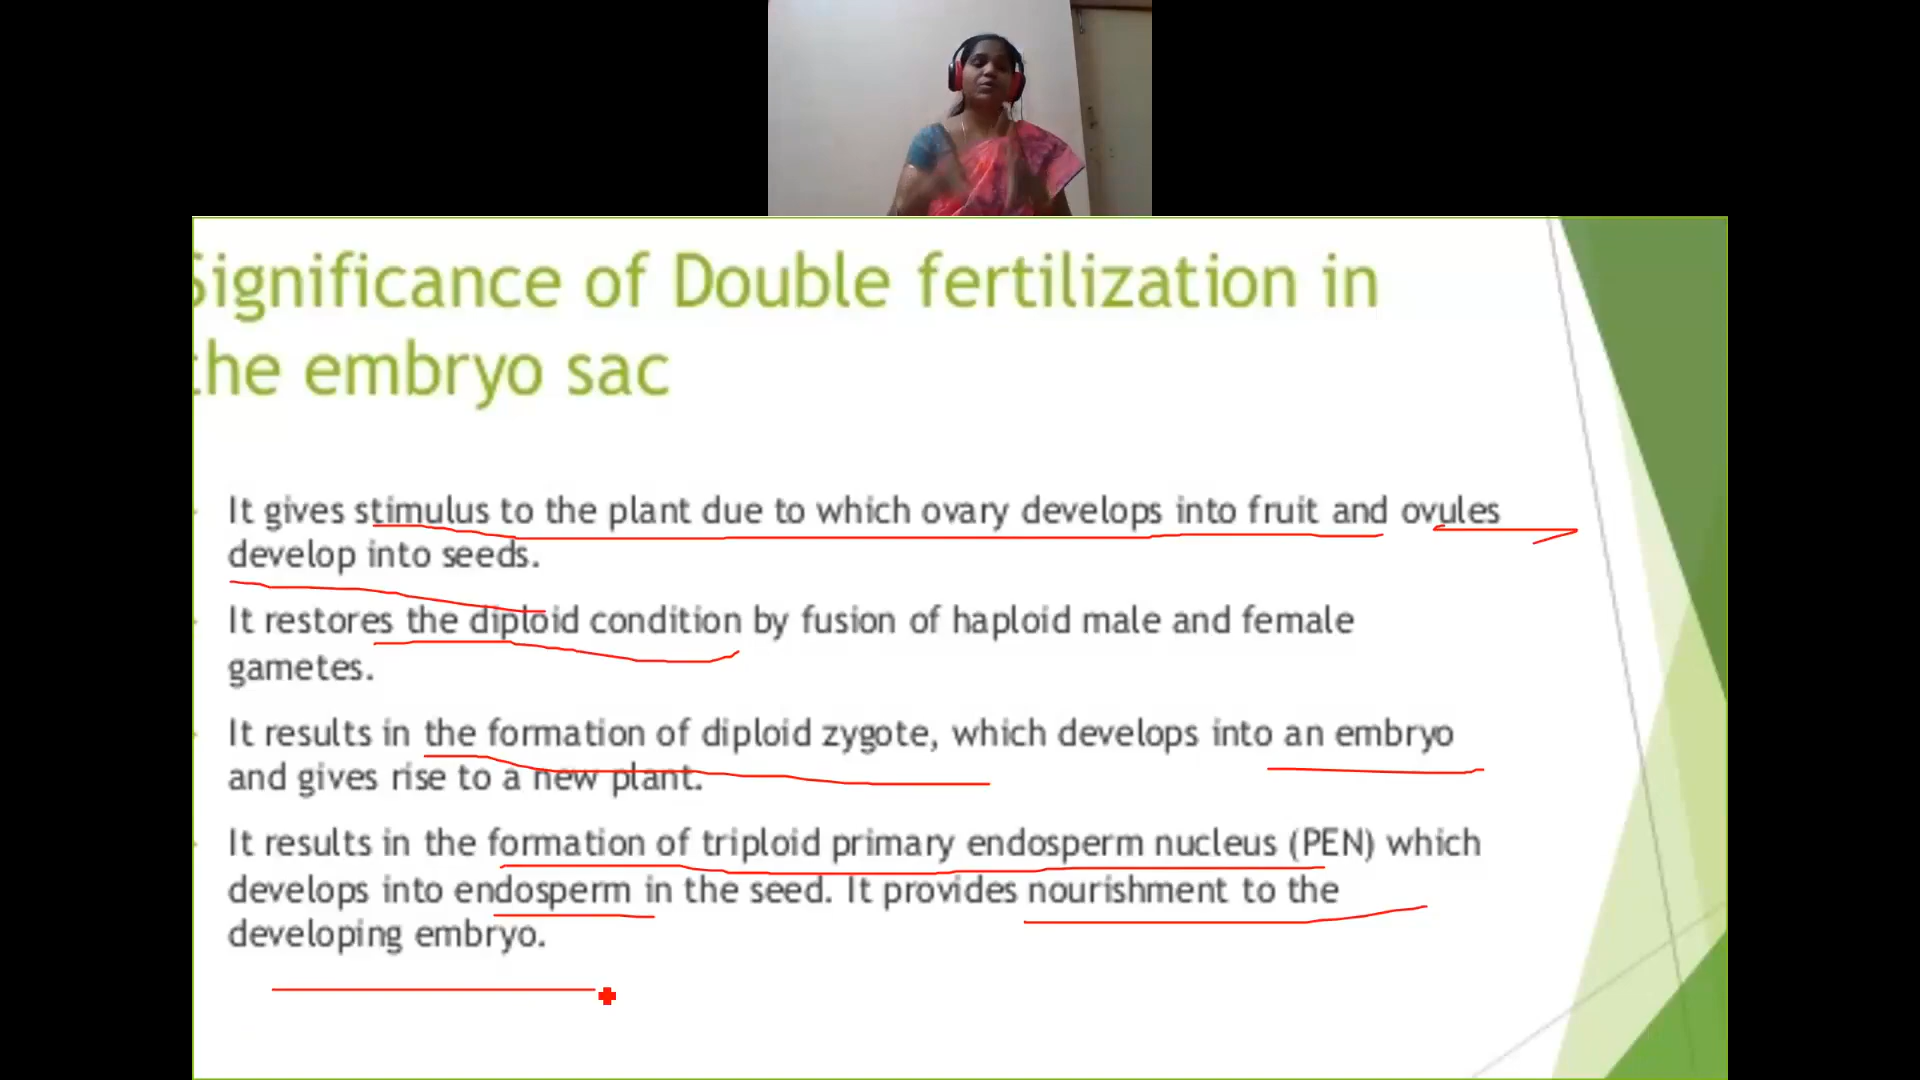 Significance of Double fertilization in
the embryo sac
It gives stimulus to the plant due to which ovary develops into fruit and ovules
develop into seeds.
It restores the diploid condition by fusion of haploid male and female
gametes.
It results in the formation of diploid zygote, which develops into an embryo
and gives rise to a new plant.
It results in the formation of triploid primary endosperm nucleus (PEN) which
develops into endosperm in the seed. It provides nourishment to the
developing embryo.